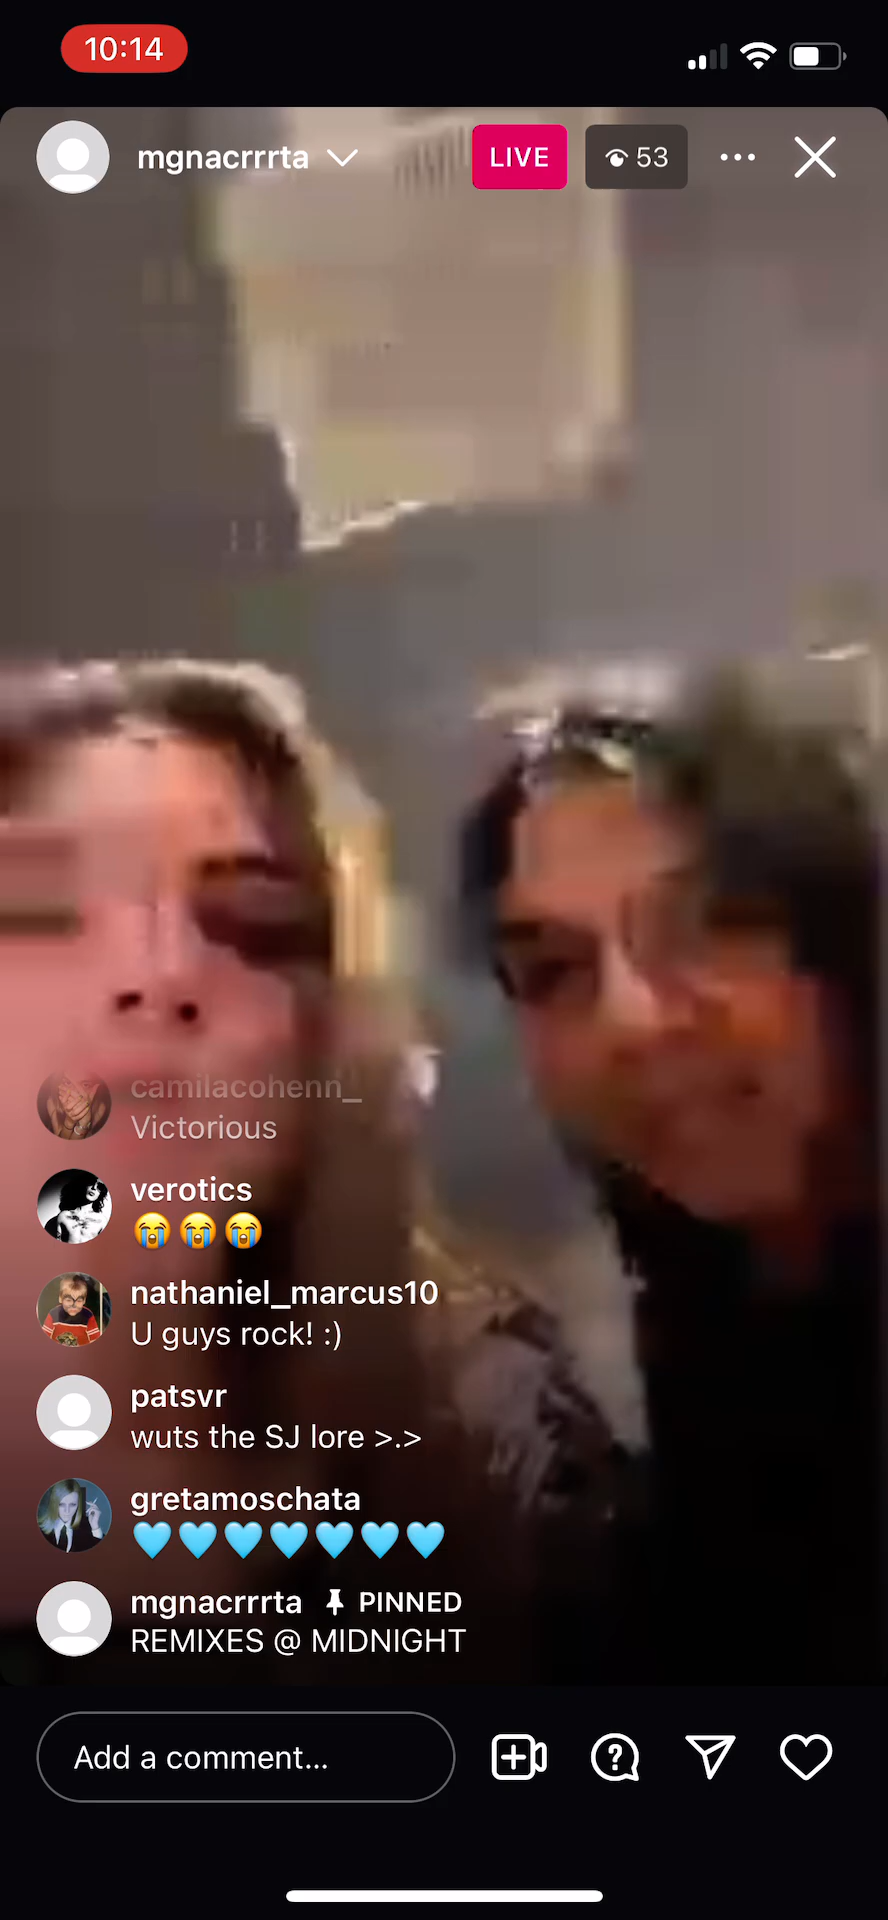 10:14
mgnacrrrta
LIVE
53
camilacohenn_
Victorious
verotics
😭😭😭
nathaniel_marcus10
U guys rock! :)
patsvr
wuts the SJ lore >.>
gretamoschata
🩵🩵🩵🩵🩵🩵🩵
mgnacrrrta PINNED
REMIXES @ MIDNIGHT
Add a comment...